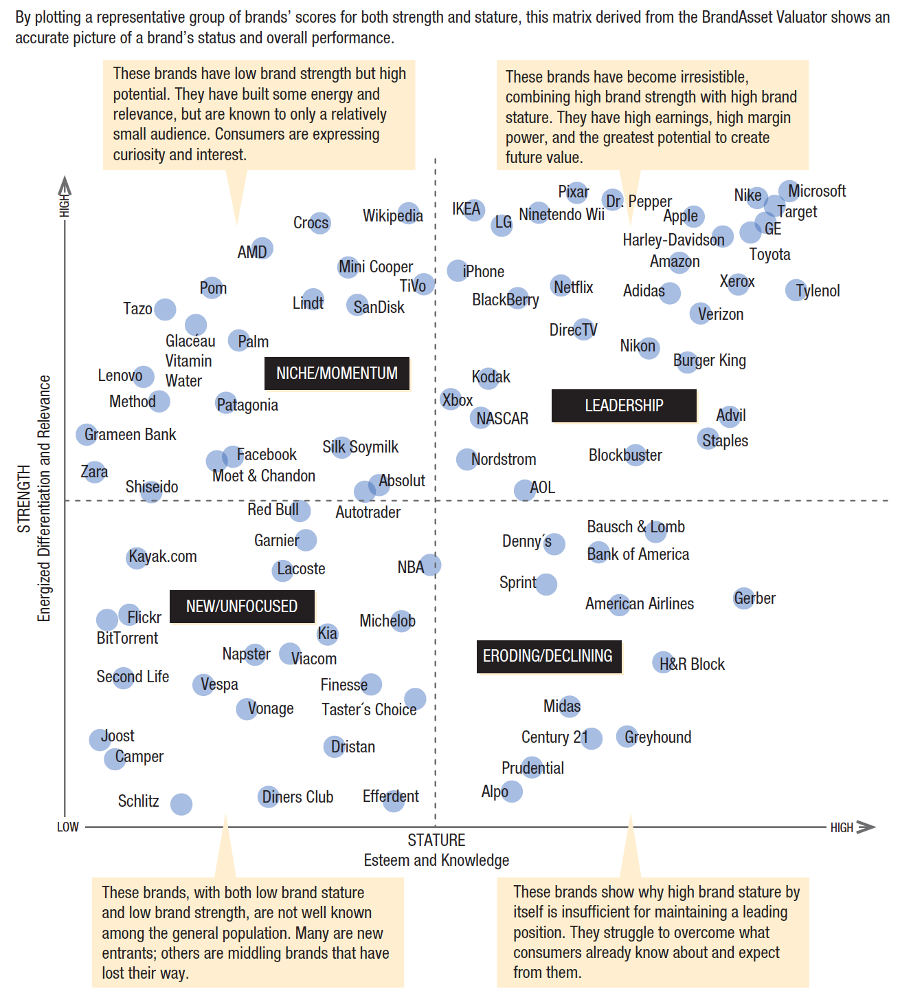 By plotting a representative group of brands’ scores for both strength and stature, this matrix derived from the BrandAsset Valuator shows an
accurate picture of a brand’s status and overall performance.
These brands have low brand strength but high
potential. They have built some energy and
relevance, but are known to only a relatively
small audience. Consumers are expressing
curiosity and interest.
These brands have become irresistible,
combining high brand strength with high brand
stature. They have high earnings, high margin
power, and the greatest potential to create
future value.
HIGH
STRENGTH
Energized Differentiation and Relevance
Crocs
Wikipedia
AMD
Mini Cooper
TiVo
Pom
Lindt
SanDisk
Tazo
Glacéau
Vitamin
Water
Palm
NICHE/MOMENTUM
Lenovo
Method
Patagonia
Grameen Bank
Silk Soymilk
Facebook
Moet & Chandon
Zara
Shiseido
Absolut
Autotrader
IKEA
LG
Pixar
Ninetendo Wii
Dr. Pepper
Apple
Nike
Microsoft
Target
GE
Harley-Davidson
Toyota
Amazon
iPhone
Netflix
Adidas
Xerox
Tylenol
BlackBerry
Verizon
DirecTV
Nikon
Burger King
Kodak
Xbox
LEADERSHIP
NASCAR
Advil
Staples
Nordstrom
Blockbuster
AOL
Red Bull
Garnier
Kayak.com
Lacoste
NBA
NEW/UNFOCUSED
Flickr
BitTorrent
Michelob
Kia
Napster
Viacom
Second Life
Vespa
Finesse
Vonage
Taster´s Choice
Joost
Camper
Dristan
Schlitz
Diners Club
Efferdent
Bausch & Lomb
Denny´s
Bank of America
Sprint
American Airlines
Gerber
ERODING/DECLINING
H&R Block
Midas
Century 21
Greyhound
Prudential
Alpo
LOW
HIGH
STATURE
Esteem and Knowledge
These brands, with both low brand stature
and low brand strength, are not well known
among the general population. Many are new
entrants; others are middling brands that have
lost their way.
These brands show why high brand stature by
itself is insufficient for maintaining a leading
position. They struggle to overcome what
consumers already know about and expect
from them.